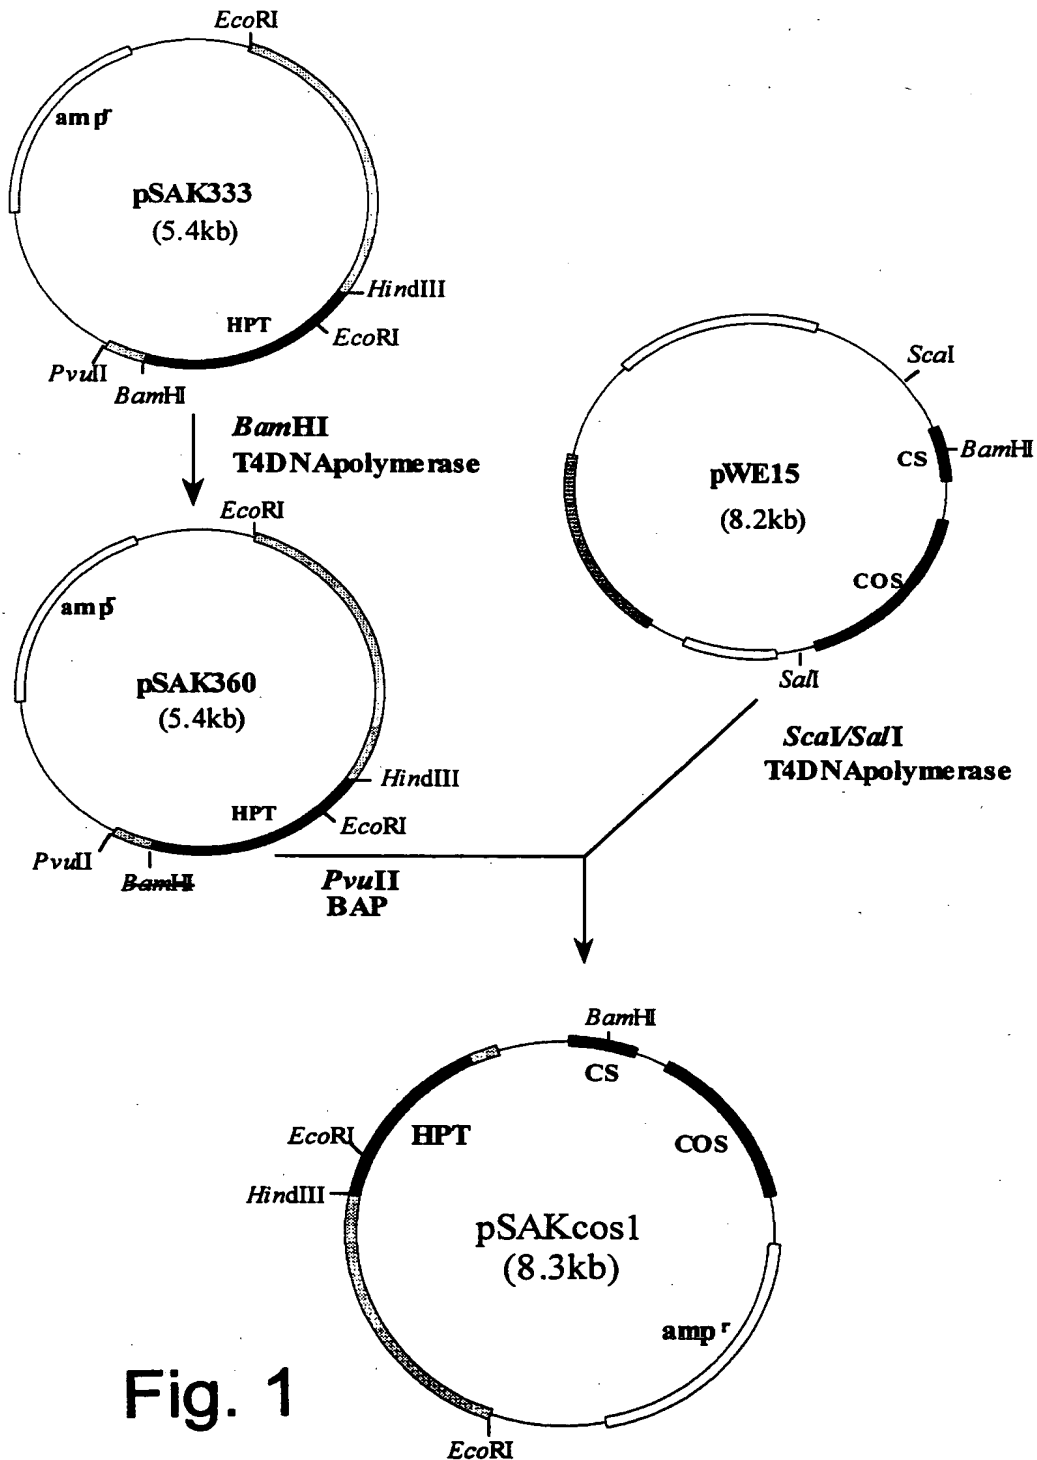 EcoRI
ampr
pSAK333
(5.4kb)
HindIII
HPT
EcoRI
PvuII
BamHI
BamHI
T4DNApolymerase
ScaI
BamHI
CS
pWE15
(8.2kb)
COS
SalI
EcoRI
ampr
pSAK360
(5.4kb)
HindIII
HPT
EcoRI
PvuII
BamHI
ScaI/SalI
T4DNApolymerase
PvuII
BAP
BamHI
CS
EcoRI
HPT
COS
HindIII
pSAKcos1
(8.3kb)
amp r
Fig. 1
EcoRI